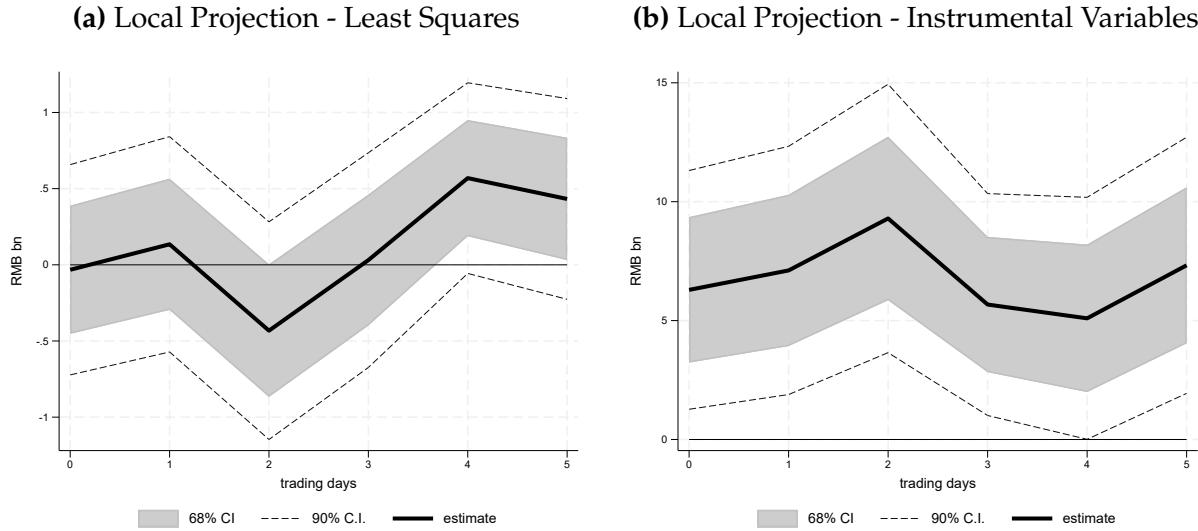 (a) Local Projection - Least Squares
RMB bn
1
.5
0
-.5
-1
0 1 2 3 4 5
trading days
68% CI 90% C.I. estimate
(b) Local Projection - Instrumental Variables
RMB bn
15
10
5
0
0 1 2 3 4 5
trading days
68% CI 90% C.I. estimate